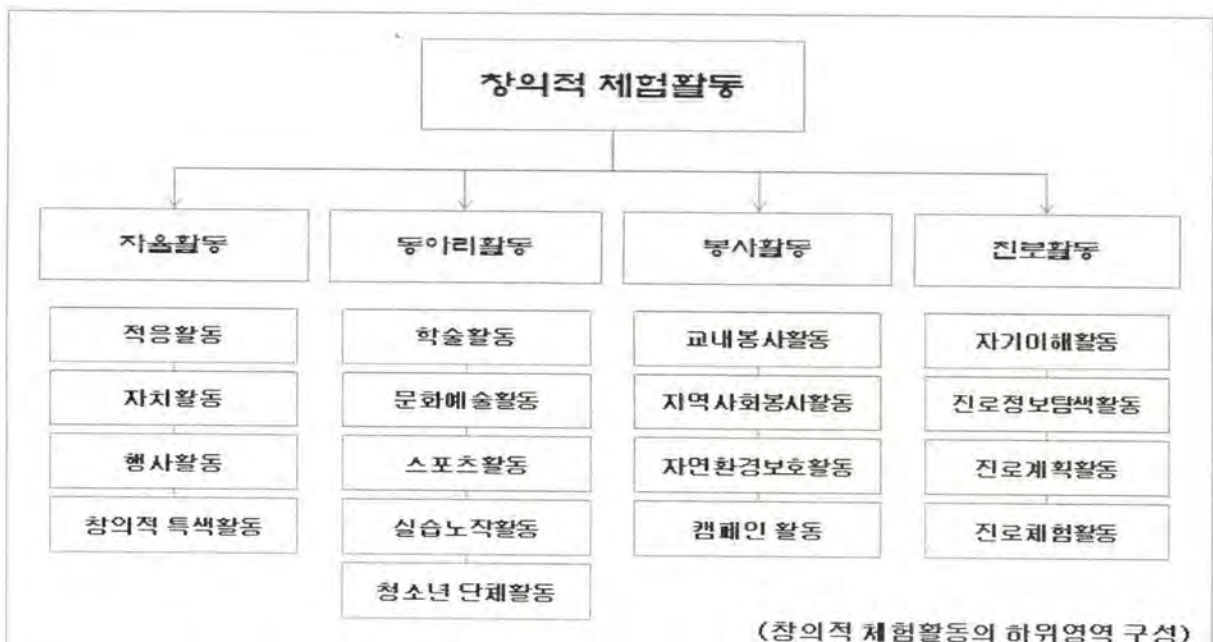 창의적 체험활동
자율활동
동아리활동
봉사활동
진로활동
적응활동
자치활동
행사활동
창의적 특색활동
학술활동
문화예술활동
스포츠활동
실습노작활동
청소년 단체활동
교내봉사활동
지역사회봉사활동
자연환경보호활동
캠페인 활동
자기이해활동
진로정보탐색활동
진로계획활동
진로체험활동
(창의적 체험활동의 하위영역 구성)